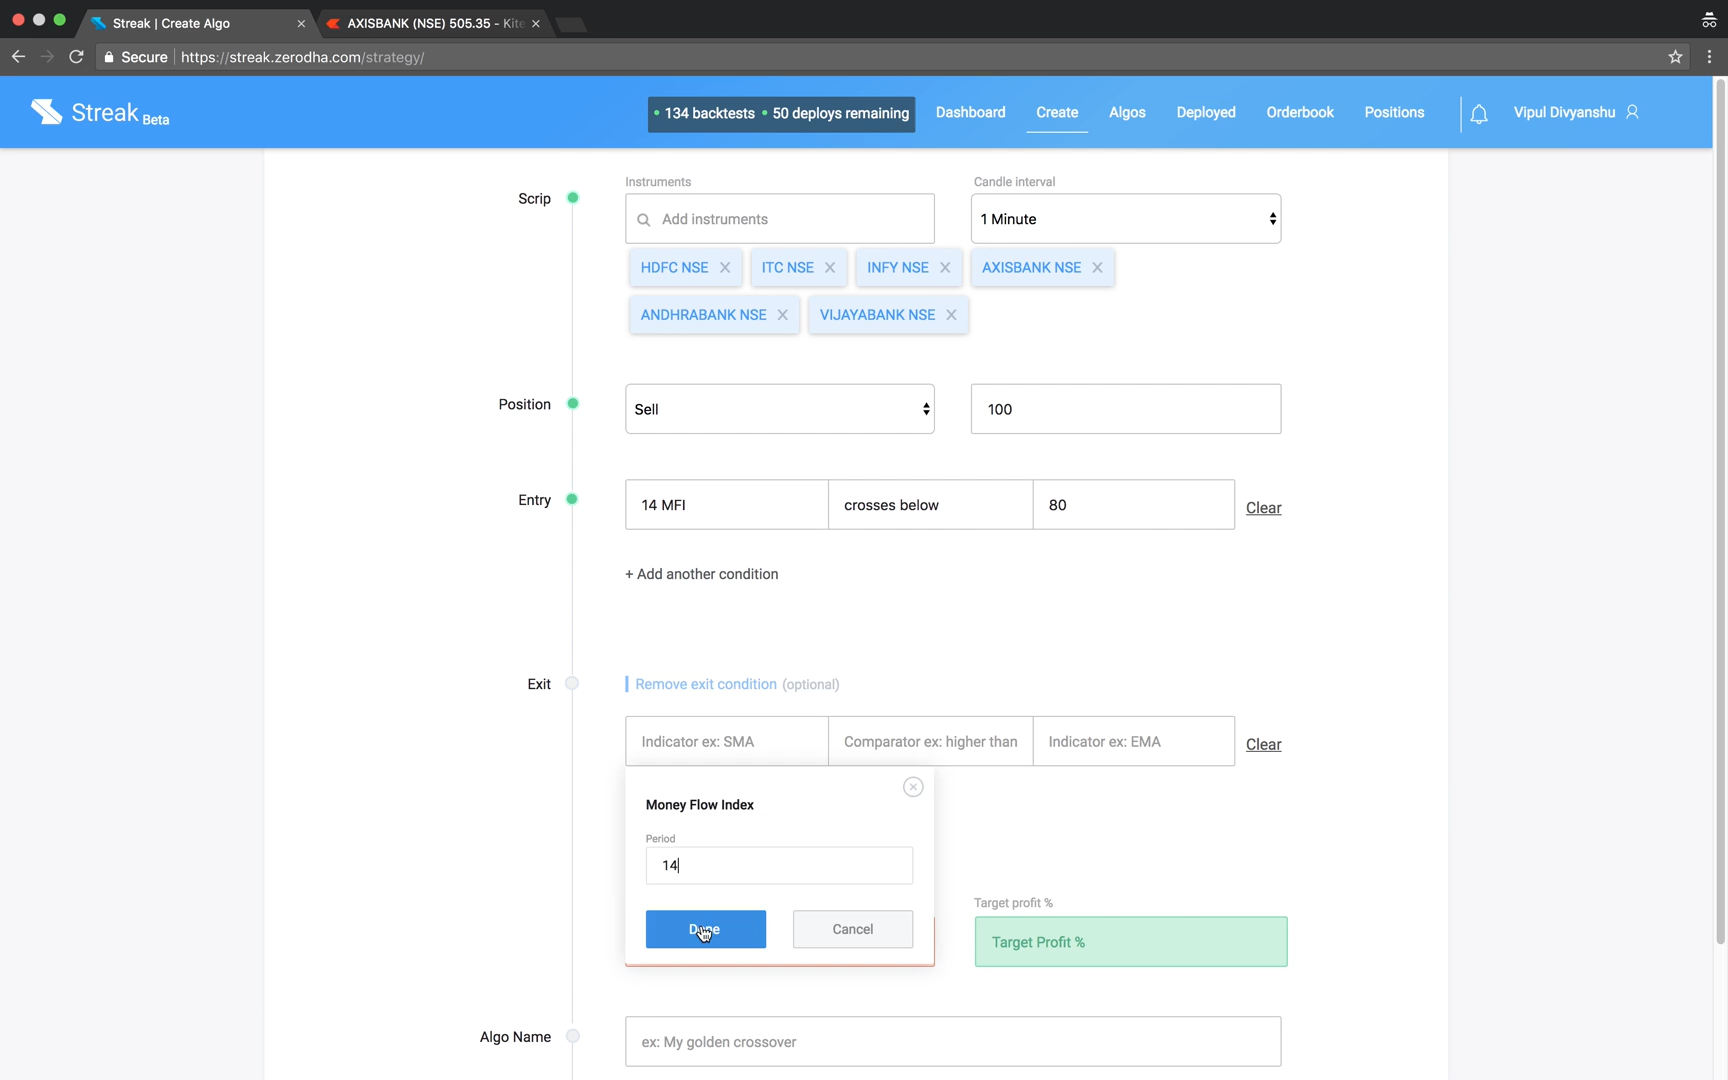 Streak | Create Algo
AXISBANK (NSE) 505.35 - Kite
Secure https://streak.zerodha.com/strategy/
Streak Beta
134 backtests • 50 deploys remaining
Dashboard
Create
Algos
Deployed
Orderbook
Positions
Vipul Divyanshu
Instruments
Candle interval
Scrip
Add instruments
1 Minute
HDFC NSE
ITC NSE
INFY NSE
AXISBANK NSE
ANDHRABANK NSE
VIJAYABANK NSE
Position
Sell
100
Entry
14 MFI
crosses below
80
Clear
+ Add another condition
Exit
Remove exit condition (optional)
Indicator ex: SMA
Comparator ex: higher than
Indicator ex: EMA
Clear
Money Flow Index
Period
14
Done
Cancel
Target profit %
Target Profit %
Algo Name
ex: My golden crossover